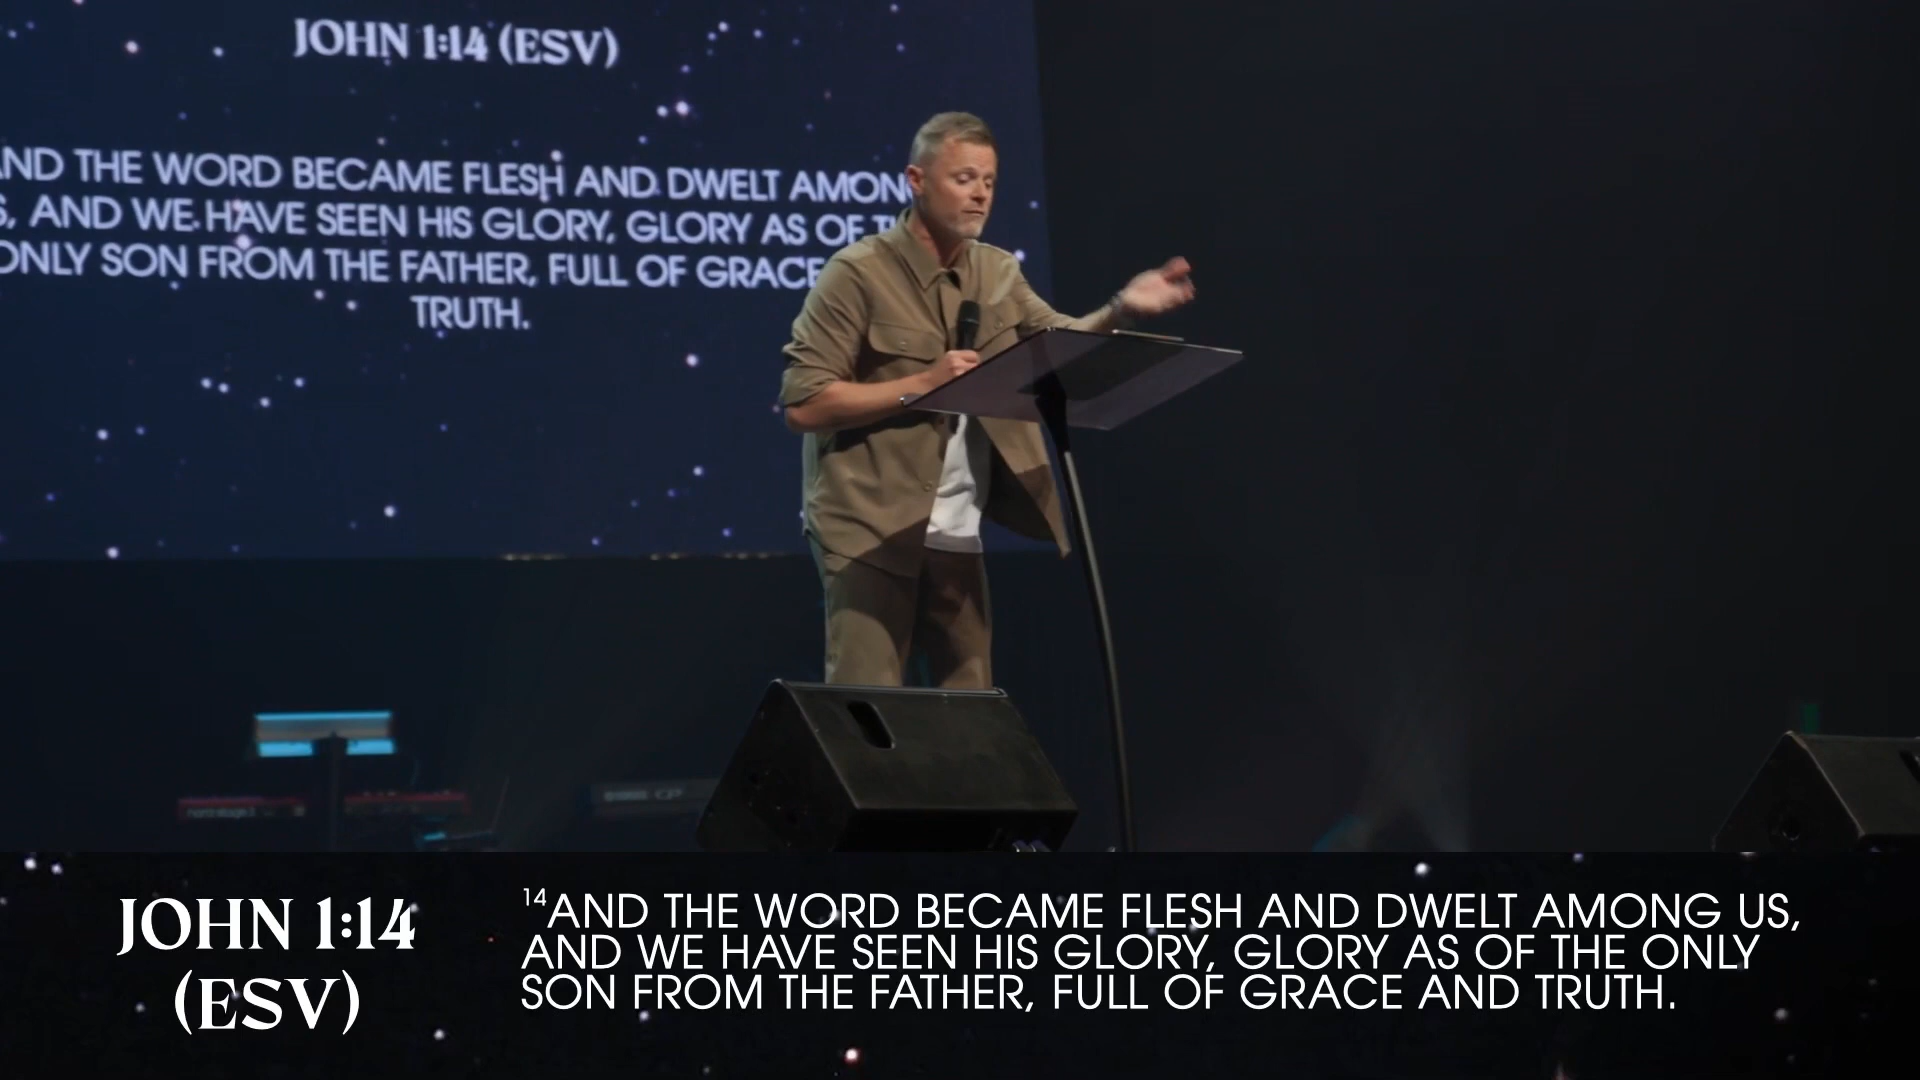 JOHN 1:14 (ESV)
AND THE WORD BECAME FLESH AND DWELT AMONG
S, AND WE HAVE SEEN HIS GLORY, GLORY AS OF TH
ONLY SON FROM THE FATHER, FULL OF GRACE
TRUTH.
JOHN 1:14
(ESV)
14AND THE WORD BECAME FLESH AND DWELT AMONG US,
AND WE HAVE SEEN HIS GLORY, GLORY AS OF THE ONLY
SON FROM THE FATHER, FULL OF GRACE AND TRUTH.